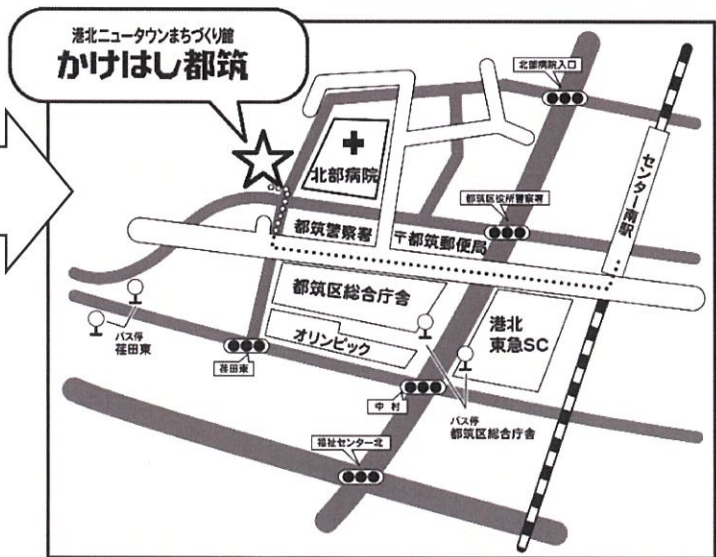 港北ニュータウンまちづくり館
かけはし都筑
北部病院入口
北部病院
センター南駅
都筑区役所警察署
都筑警察署
〒都筑郵便局
都筑区総合庁舎
港北
東急SC
オリンピック
バス停
荏田東
荏田東
中村
バス停
都筑区総合庁舎
福祉センター北